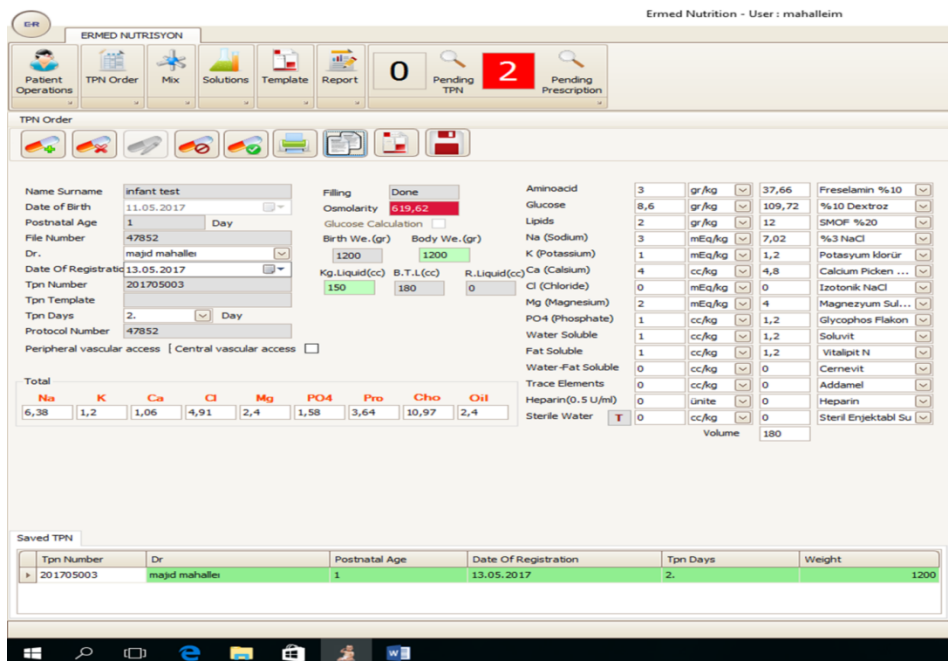 Ermed Nutrition - User : mahalleim
E-R
ERMED NUTRISYON
Patient Operations
TPN Order
Mix
Solutions
Template
Report
0
Pending TPN
2
Pending Prescription
TPN Order
Name Surname infant test
Date of Birth 11.05.2017
Postnatal Age 1 Day
File Number 47852
Dr. majid mahallei
Date Of Registratic 13.05.2017
Tpn Number 201705003
Tpn Template
Tpn Days 2. Day
Protocol Number 47852
Peripheral vascular access [ Central vascular access
Filling Done
Osmolarity 619,62
Glucose Calculation
Birth We.(gr) Body We.(gr)
1200 1200
Kg.Liquid(cc) B.T.L(cc) R.Liquid(cc)
150 180 0
Aminoacid 3 gr/kg 37,66 Freselamin %10
Glucose 8,6 gr/kg 109,72 %10 Dextroz
Lipids 2 gr/kg 12 SMOF %20
Na (Sodium) 3 mEq/kg 7,02 %3 NaCl
K (Potassium) 1 mEq/kg 1,2 Potasyum klorür
Ca (Calsium) 4 cc/kg 4,8 Calcium Picken ...
Cl (Chloride) 0 mEq/kg 0 Izotonik NaCl
Mg (Magnesium) 2 mEq/kg 4 Magnezyum Sul...
PO4 (Phosphate) 1 cc/kg 1,2 Glycophos Flakon
Water Soluble 1 cc/kg 1,2 Soluvit
Fat Soluble 1 cc/kg 1,2 Vitalipit N
Water-Fat Soluble 0 cc/kg 0 Cernevit
Trace Elements 0 cc/kg 0 Addamel
Heparin(0.5 U/ml) 0 ünite 0 Heparin
Sterile Water T 0 cc/kg 0 Steril Enjektabl Su
Volume 180
Total
Na K Ca Cl Mg PO4 Pro Cho Oil
6,38 1,2 1,06 4,91 2,4 1,58 3,64 10,97 2,4
Saved TPN
Tpn Number Dr Postnatal Age Date Of Registration Tpn Days Weight
201705003 majid mahallei 1 13.05.2017 2. 1200